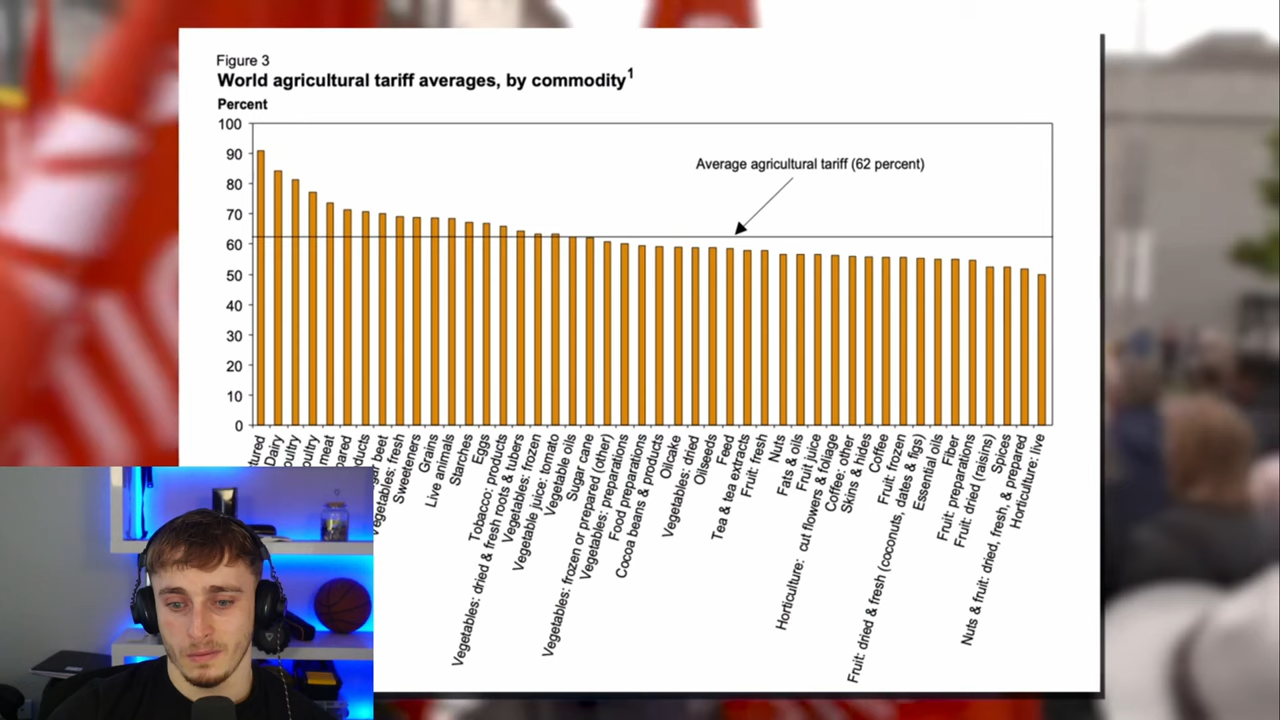 Figure 3
World agricultural tariff averages, by commodity1
Percent
100
90
80
70
60
50
40
30
20
10
0
Average agricultural tariff (62 percent)
Dairy
meat
beet
fresh
Sweeteners
Grains
Live animals
Starches
Eggs
Tobacco: products
Vegetables: dried & fresh roots & tubers
Vegetables: frozen
Vegetable juice: tomato
Vegetable oils
Sugar cane
Vegetables: frozen or prepared (other)
Vegetables: preparations
Food preparations
Cocoa beans & products
Oilcake
Vegetables: dried
Oilseeds
Feed
Tea & tea extracts
Fruit: fresh
Nuts
Fats & oils
Fruit juice
Horticulture: cut flowers & foliage
Coffee: other
Skins & hides
Coffee
Fruit: frozen
Fruit: dried & fresh (coconuts, dates & figs)
Essential oils
Fiber
Fruit: preparations
Fruit: dried (raisins)
Spices
Nuts & fruit: dried, fresh, & prepared
Horticulture: live